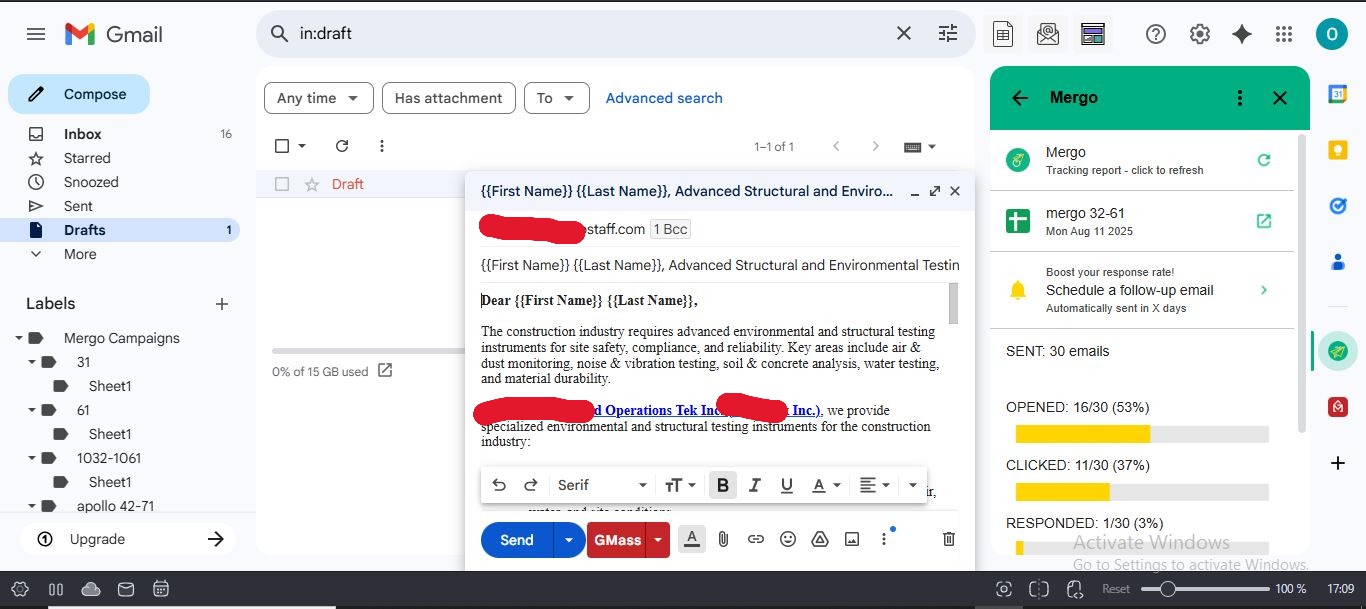 Gmail
in:draft
O
Compose
Any time
Has attachment
To
Advanced search
Mergo
Inbox 16
Starred
Snoozed
Sent
Drafts 1
More
1–1 of 1
Draft
Labels
Mergo Campaigns
31
Sheet1
61
Sheet1
1032-1061
Sheet1
apollo 42-71
Upgrade
0% of 15 GB used
{{First Name}} {{Last Name}}, Advanced Structural and Enviro...
staff.com 1 Bcc
{{First Name}} {{Last Name}}, Advanced Structural and Environmental Testin
Dear {{First Name}} {{Last Name}},
The construction industry requires advanced environmental and structural testing
instruments for site safety, compliance, and reliability. Key areas include air &
dust monitoring, noise & vibration testing, soil & concrete analysis, water testing,
and material durability.
d Operations Tek Inc. Inc.), we provide
specialized environmental and structural testing instruments for the construction
industry:
ir,
water, and site conditions
Serif
B I U A
Send
GMass
A
Mergo
Tracking report - click to refresh
mergo 32-61
Mon Aug 11 2025
Boost your response rate!
Schedule a follow-up email
Automatically sent in X days
SENT: 30 emails
OPENED: 16/30 (53%)
CLICKED: 11/30 (37%)
RESPONDED: 1/30 (3%)
31
Activate Windows
Go to Settings to activate Windows.
Reset
100 %
17:09